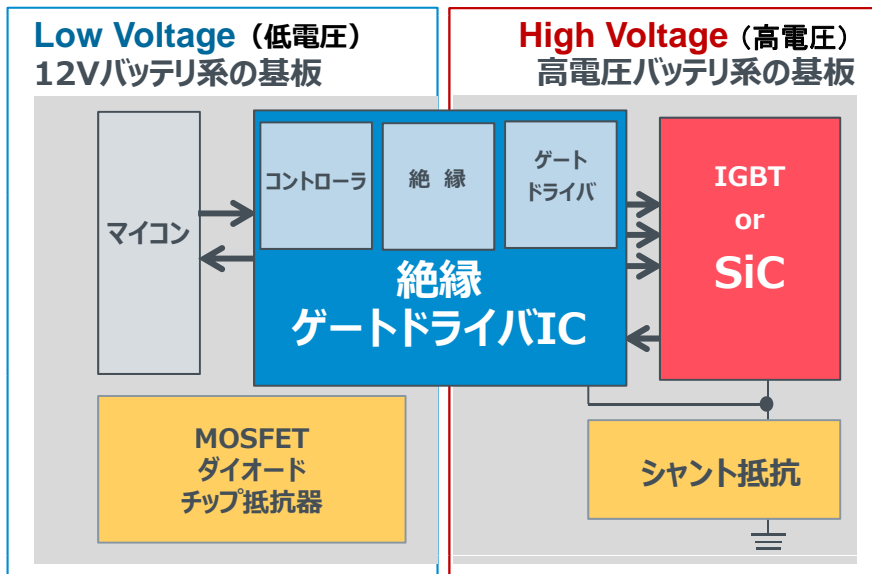 Low Voltage（低電圧）
12Vバッテリ系の基板
High Voltage（高電圧）
高電圧バッテリ系の基板
マイコン
コントローラ
絶 縁
ゲート
ドライバ
絶縁
ゲートドライバIC
IGBT
or
SiC
MOSFET
ダイオード
チップ抵抗器
シャント抵抗